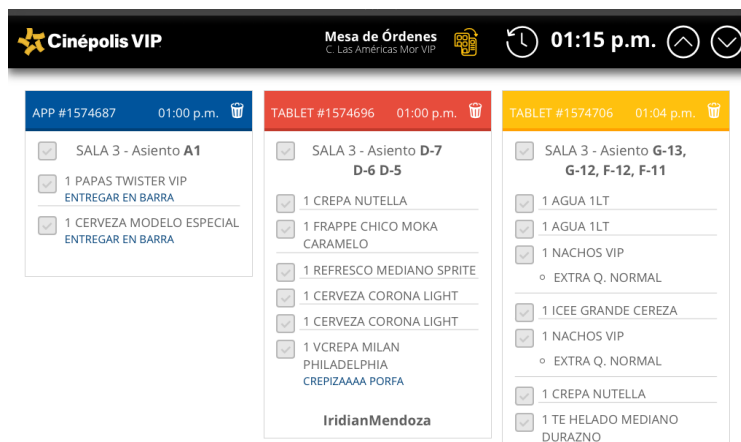 Cinépolis VIP
Mesa de Órdenes
C. Las Américas Mor VIP
01:15 p.m.
APP #1574687 01:00 p.m.
SALA 3 - Asiento A1
1 PAPAS TWISTER VIP
ENTREGAR EN BARRA
1 CERVEZA MODELO ESPECIAL
ENTREGAR EN BARRA
TABLET #1574696 01:00 p.m.
SALA 3 - Asiento D-7
D-6 D-5
1 CREPA NUTELLA
1 FRAPPE CHICO MOKA
CARAMELO
1 REFRESCO MEDIANO SPRITE
1 CERVEZA CORONA LIGHT
1 CERVEZA CORONA LIGHT
1 VCREPA MILAN
PHILADELPHIA
CREPIZAAAA PORFA
IridianMendoza
TABLET #1574706 01:04 p.m.
SALA 3 - Asiento G-13,
G-12, F-12, F-11
1 AGUA 1LT
1 AGUA 1LT
1 NACHOS VIP
EXTRA Q. NORMAL
1 ICEE GRANDE CEREZA
1 NACHOS VIP
EXTRA Q. NORMAL
1 CREPA NUTELLA
1 TE HELADO MEDIANO
DURAZNO